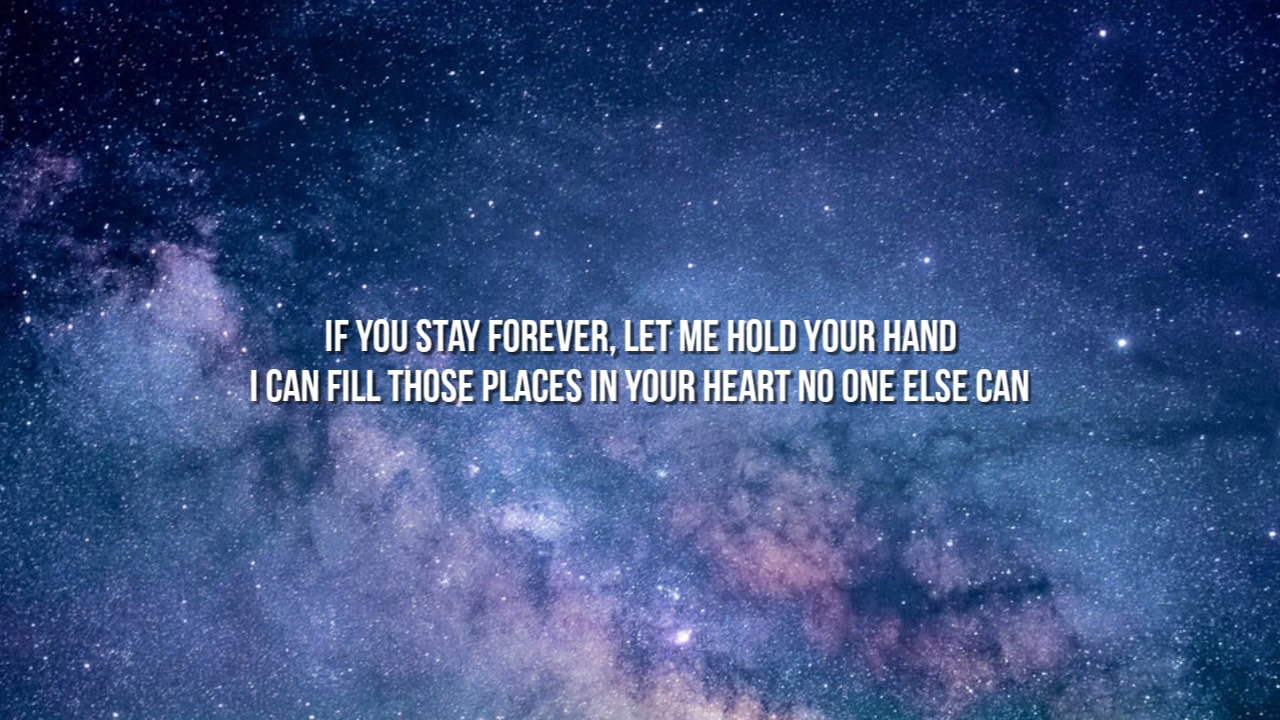 IF YOU STAY FOREVER, LET ME HOLD YOUR HAND
I CAN FILL THOSE PLACES IN YOUR HEART NO ONE ELSE CAN